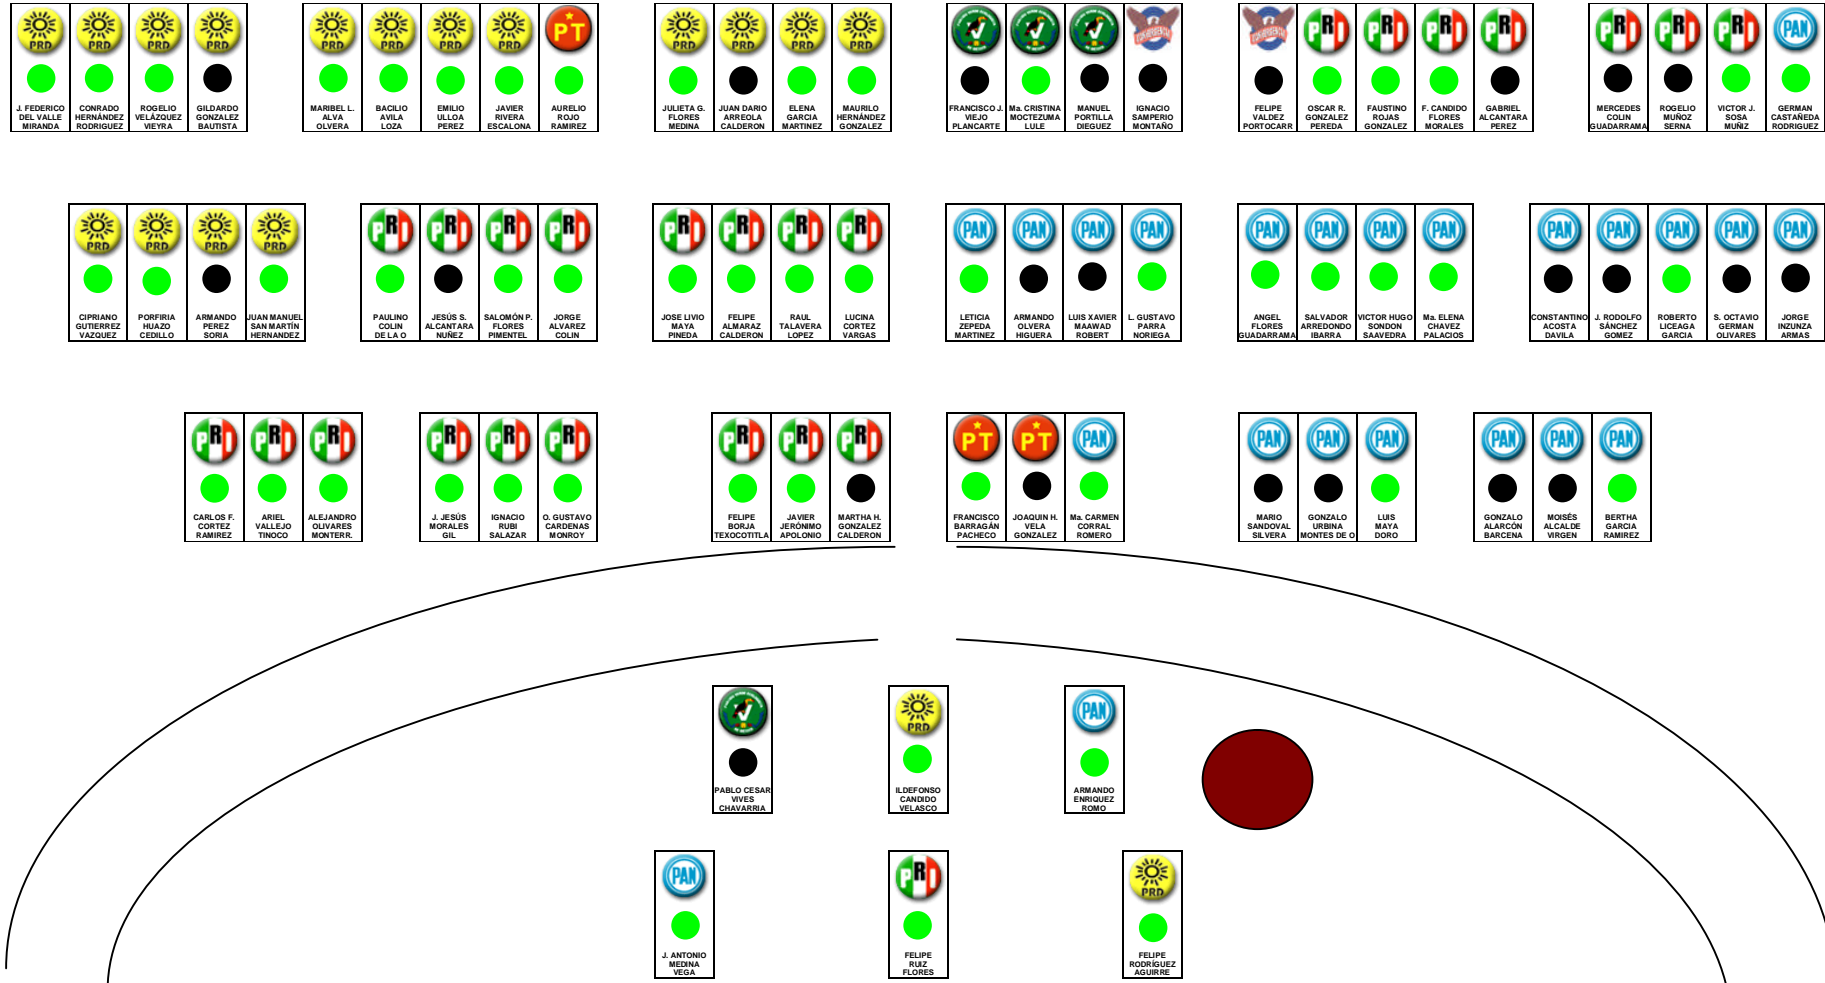 PRD PRD PRD PRD
J. FEDERICO DEL VALLE MIRANDA
CONRADO HERNÁNDEZ RODRIGUEZ
ROGELIO VELÁZQUEZ VIEYRA
GILDARDO GONZALEZ BAUTISTA
PRD PRD PRD PRD PT
MARIBEL L. ALVA OLVERA
BACILIO AVILA LOZA
EMILIO ULLOA PEREZ
JAVIER RIVERA ESCALONA
AURELIO ROJO RAMIREZ
PRD PRD PRD PRD
JULIETA G. FLORES MEDINA
JUAN DARIO ARREOLA CALDERON
ELENA GARCIA MARTINEZ
MAURILO HERNÁNDEZ GONZALEZ
CONVERGENCIA
FRANCISCO J. VIEJO PLANCARTE
Ma. CRISTINA MOCTEZUMA LULE
MANUEL PORTILLA DIEGUEZ
IGNACIO SAMPERIO MONTAÑO
CONVERGENCIA PRI PRI PRI PRI
FELIPE VALDEZ PORTOCARR
OSCAR R. GONZALEZ PEREDA
FAUSTINO ROJAS GONZALEZ
F. CANDIDO FLORES MORALES
GABRIEL ALCANTARA PEREZ
PRI PRI PRI PAN
MERCEDES COLIN GUADARRAMA
ROGELIO MUÑOZ SERNA
VICTOR J. SOSA MUÑIZ
GERMAN CASTAÑEDA RODRIGUEZ
PRD PRD PRD PRD
CIPRIANO GUTIERREZ VAZQUEZ
PORFIRIA HUAZO CEDILLO
ARMANDO PEREZ SORIA
JUAN MANUEL SAN MARTÍN HERNANDEZ
PRI PRI PRI PRI
PAULINO COLIN DE LA O
JESÚS S. ALCANTARA NUÑEZ
SALOMÓN P. FLORES PIMENTEL
JORGE ALVAREZ COLIN
PRI PRI PRI PRI
JOSE LIVIO MAYA PINEDA
FELIPE ALMARAZ CALDERON
RAUL TALAVERA LOPEZ
LUCINA CORTEZ VARGAS
PAN PAN PAN PAN
LETICIA ZEPEDA MARTINEZ
ARMANDO OLVERA HIGUERA
LUIS XAVIER MAAWAD ROBERT
L. GUSTAVO PARRA NORIEGA
PAN PAN PAN PAN
ANGEL FLORES GUADARRAMA
SALVADOR ARREDONDO IBARRA
VICTOR HUGO SONDON SAAVEDRA
Ma. ELENA CHAVEZ PALACIOS
PAN PAN PAN PAN PAN
CONSTANTINO ACOSTA DAVILA
J. RODOLFO SÁNCHEZ GOMEZ
ROBERTO LICEAGA GARCIA
S. OCTAVIO GERMAN OLIVARES
JORGE INZUNZA ARMAS
PRI PRI PRI
CARLOS F. CORTEZ RAMIREZ
ARIEL VALLEJO TINOCO
ALEJANDRO OLIVARES MONTERR.
PRI PRI PRI
J. JESÚS MORALES GIL
IGNACIO RUBI SALAZAR
O. GUSTAVO CARDENAS MONROY
PRI PRI PRI
FELIPE BORJA TEXOCOTITLA
JAVIER JERÓNIMO APOLONIO
MARTHA H. GONZALEZ CALDERON
PT PT PAN
FRANCISCO BARRAGÁN PACHECO
JOAQUIN H. VELA GONZALEZ
Ma. CARMEN CORRAL ROMERO
PAN PAN PAN
MARIO SANDOVAL SILVERA
GONZALO URBINA MONTES DE O
LUIS MAYA DORO
PAN PAN PAN
GONZALO ALARCÓN BARCENA
MOISÉS ALCALDE VIRGEN
BERTHA GARCIA RAMIREZ
PRD PAN
PABLO CESAR VIVES CHAVARRIA
ILDEFONSO CANDIDO VELASCO
ARMANDO ENRIQUEZ ROMO
PAN PRI PRD
J. ANTONIO MEDINA VEGA
FELIPE RUIZ FLORES
FELIPE RODRÍGUEZ AGUIRRE